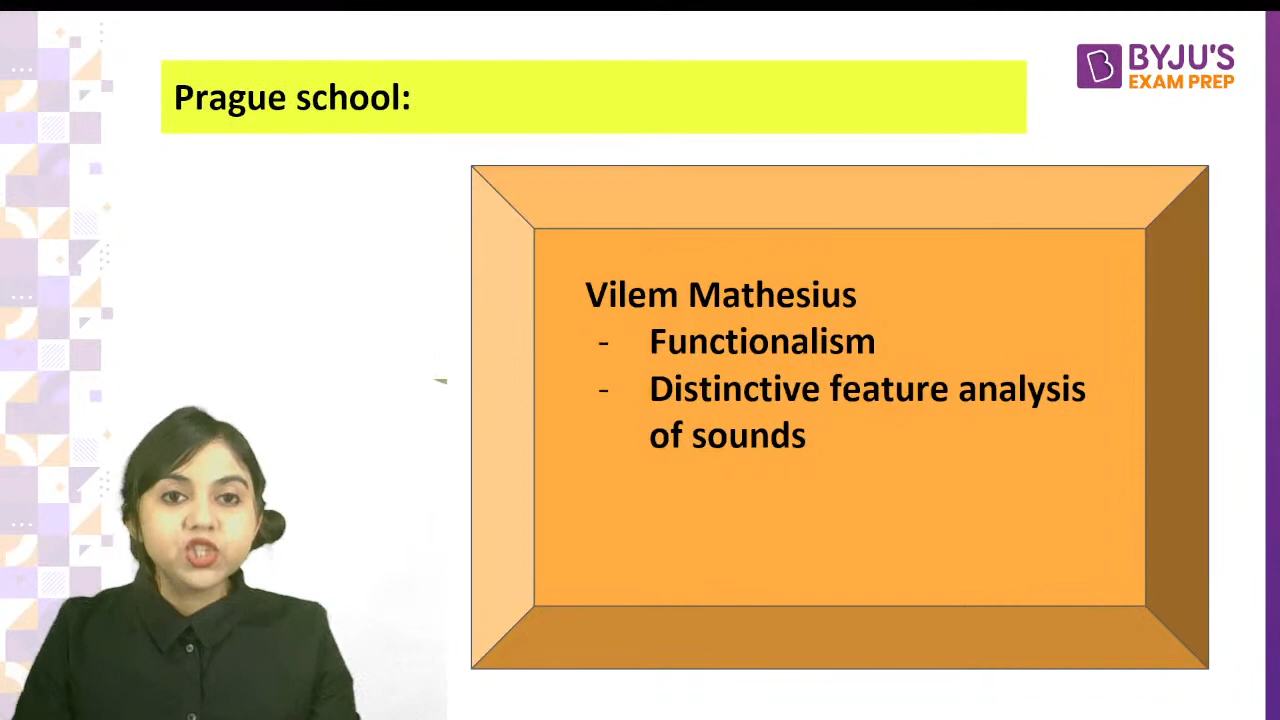 Prague school:
BYJU'S
EXAM PREP
Vilem Mathesius
- Functionalism
- Distinctive feature analysis
of sounds